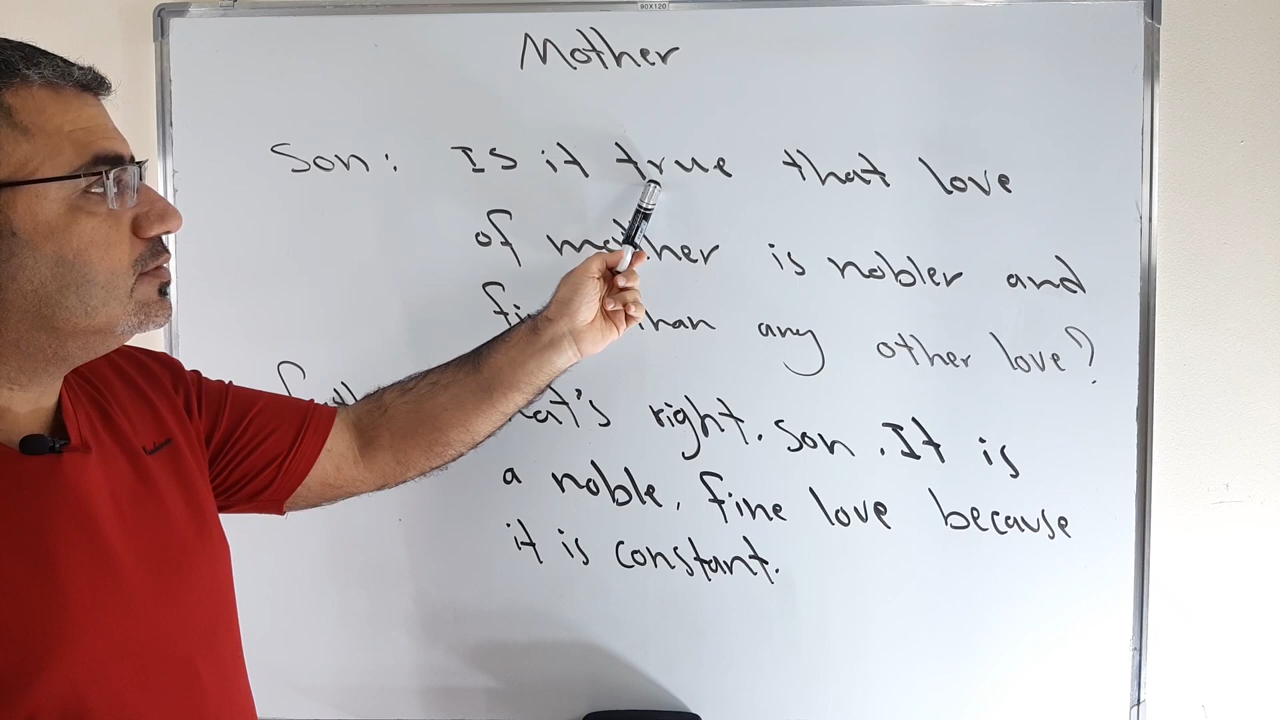 90X120
Mother
Son: Is it true that love
of mother is nobler and
than any other love?
right. Son. It is
a noble, fine love because
it is constant.